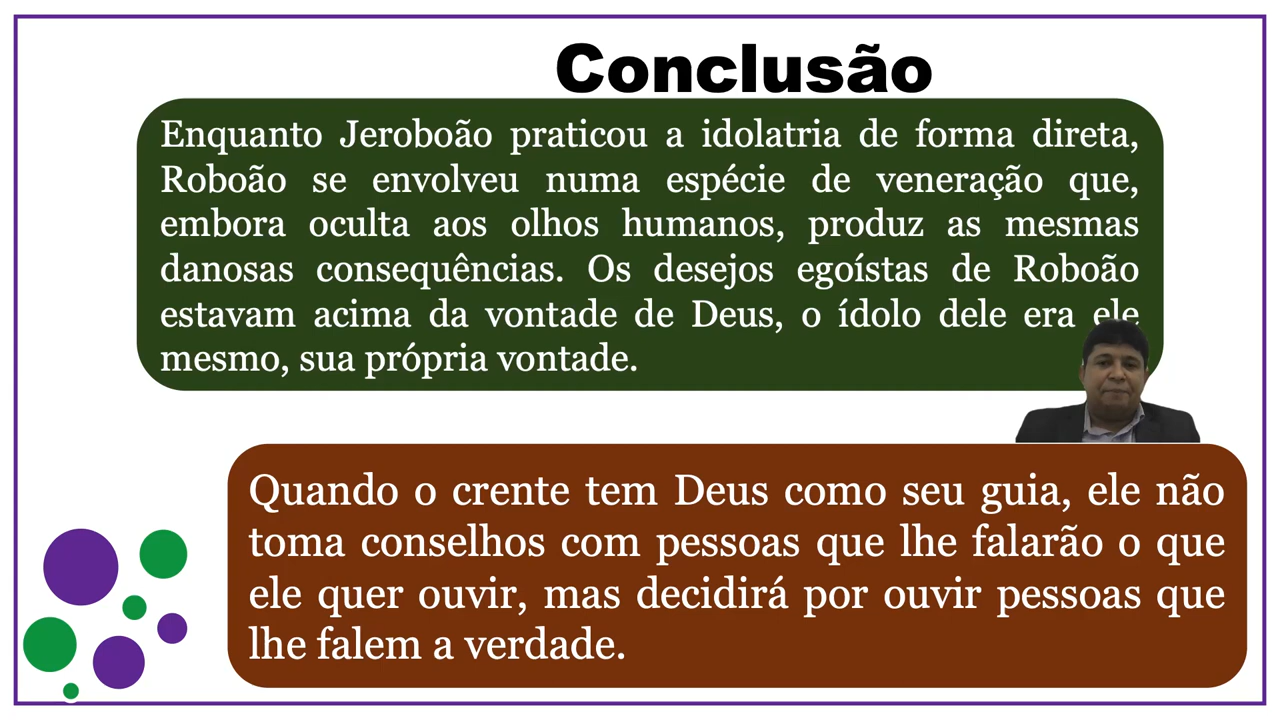 Conclusão
Enquanto Jeroboão praticou a idolatria de forma direta,
Roboão se envolveu numa espécie de veneração que,
embora oculta aos olhos humanos, produz as mesmas
danosas consequências. Os desejos egoístas de Roboão
estavam acima da vontade de Deus, o ídolo dele era ele
mesmo, sua própria vontade.
Quando o crente tem Deus como seu guia, ele não
toma conselhos com pessoas que lhe falarão o que
ele quer ouvir, mas decidirá por ouvir pessoas que
lhe falem a verdade.